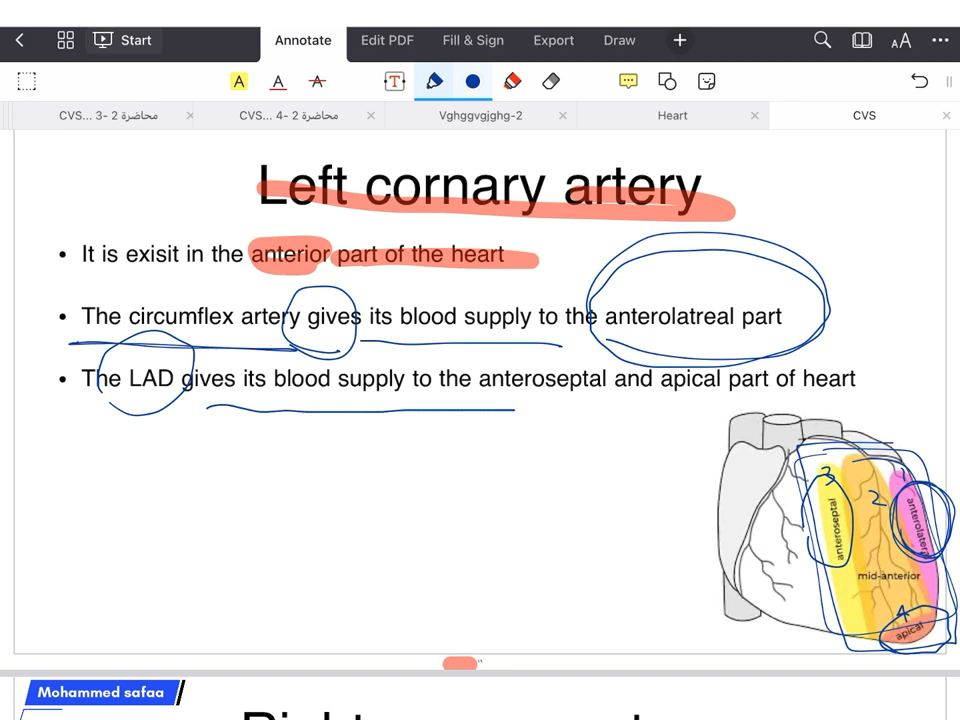 Start
Annotate
Edit PDF
Fill & Sign
Export
Draw
+
AA
A A A T
CVS... محاضرة 2 -3
CVS... محاضرة 2 -4
Vghggvgjghg-2
Heart
CVS
Left cornary artery
• It is exisit in the anterior part of the heart
• The circumflex artery gives its blood supply to the anterolatreal part
• The LAD gives its blood supply to the anteroseptal and apical part of heart
3
2
1
anteroseptal
anterolateral
mid-anterior
4
apical
Mohammed safaa